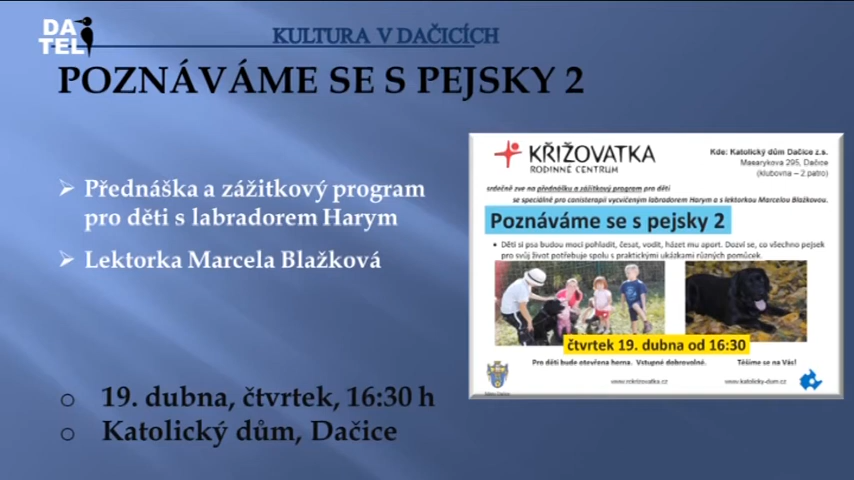 DA
TEL
KULTURA V DAČICÍCH
POZNÁVÁME SE S PEJSKY 2
Přednáška a zážitkový program
pro děti s labradorem Harym
Lektorka Marcela Blažková
19. dubna, čtvrtek, 16:30 h
Katolický dům, Dačice
KŘIŽOVATKA
RODINNÉ CENTRUM
Kde: Katolický dům Dačice z.s.
Masarykova 295, Dačice
(klubovna – 2.patro)
srdečně zve na přednášku a zážitkový program pro děti
se speciálně pro canisterapii vycvičeným labradorem Harym a s lektorkou Marcelou Blažkovou.
Poznáváme se s pejsky 2
• Děti si psa budou moci pohladit, česat, vodit, házet mu aport. Dozví se, co všechno pejsek
pro svůj život potřebuje spolu s praktickými ukázkami různých pomůcek.
čtvrtek 19. dubna od 16:30
Pro děti bude otevřena herna. Vstupné dobrovolné. Těšíme se na Vás!
www.rckrizovatka.cz www.katolicky-dum.cz